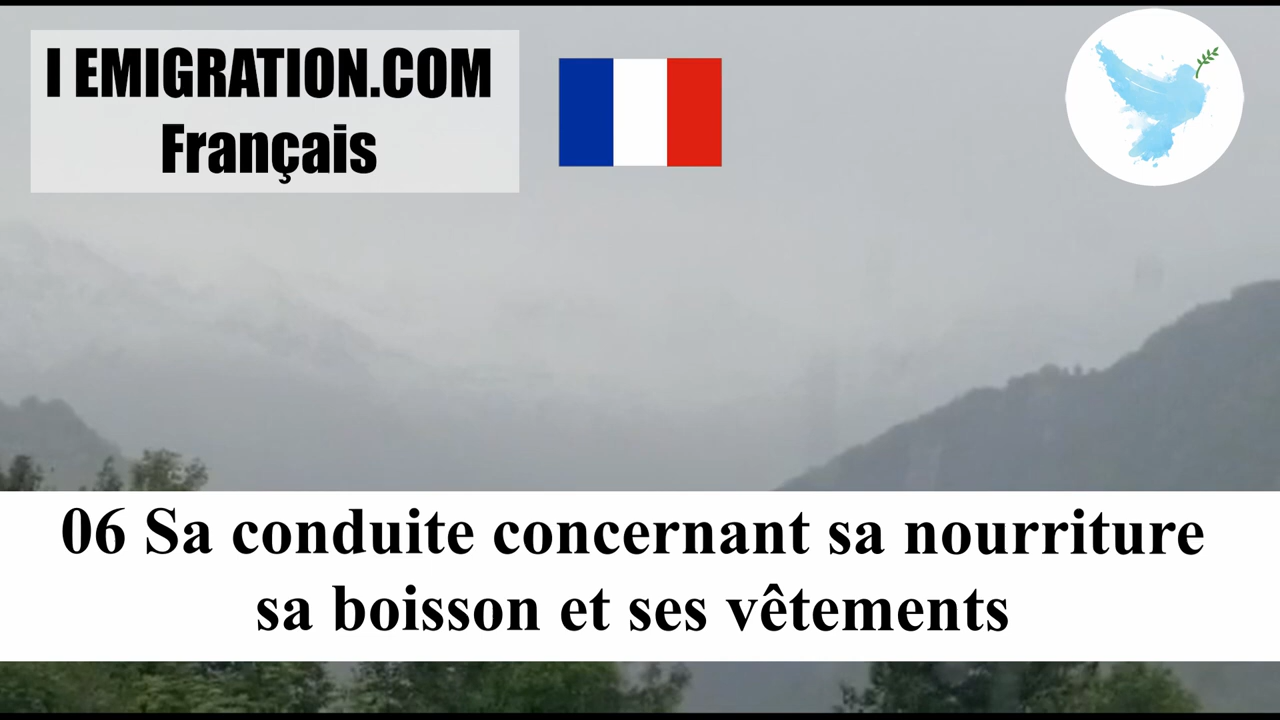 I EMIGRATION.COM
Français
06 Sa conduite concernant sa nourriture
sa boisson et ses vêtements